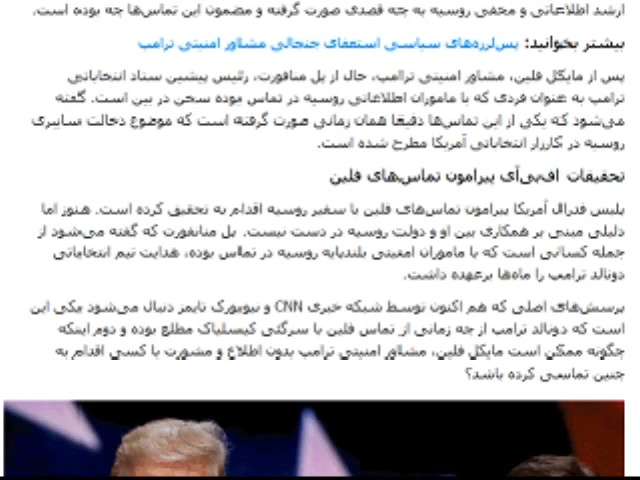 ارشد اطلاعاتی و مخفی روسیه به چه قصدی صورت گرفته و مضمون این تماس‌ها چه بوده است.
بیشتر بخوانید: پس‌لرزه‌های سیاسی استعفای جنجالی مشاور امنیتی ترامپ
پس از مایکل فلین، مشاور امنیتی ترامپ، حال از پل منافورت، رئیس پیشین ستاد انتخاباتی
ترامپ به عنوان فردی که با ماموران اطلاعاتی روسیه در تماس بوده سخن در بین است. گفته
می‌شود که یکی از این تماس‌ها دقیقا همان زمانی صورت گرفته است که موضوع دخالت سایبری
روسیه در کارزار انتخاباتی آمریکا مطرح شده است.
تحقیقات اف‌بی‌آی پیرامون تماس‌های فلین
پلیس فدرال آمریکا پیرامون تماس‌های فلین با سفیر روسیه اقدام به تحقیق کرده است. هنوز اما
دلیلی مبنی بر همکاری بین او و دولت روسیه در دست نیست. پل منافورت که گفته می‌شود از
جمله کسانی است که با ماموران امنیتی بلندپایه روسیه در تماس بوده، هدایت تیم انتخاباتی
دونالد ترامپ را ماه‌ها برعهده داشت.
پرسش‌های اصلی که هم اکنون توسط شبکه خبری CNN و نیویورک تایمز دنبال می‌شود یکی این
است که دونالد ترامپ از چه زمانی از تماس فلین با سرگئی کیسلیاک مطلع بوده و دوم اینکه
چگونه ممکن است مایکل فلین، مشاور امنیتی ترامپ بدون اطلاع و مشورت با کسی اقدام به
چنین تماسی کرده باشد؟